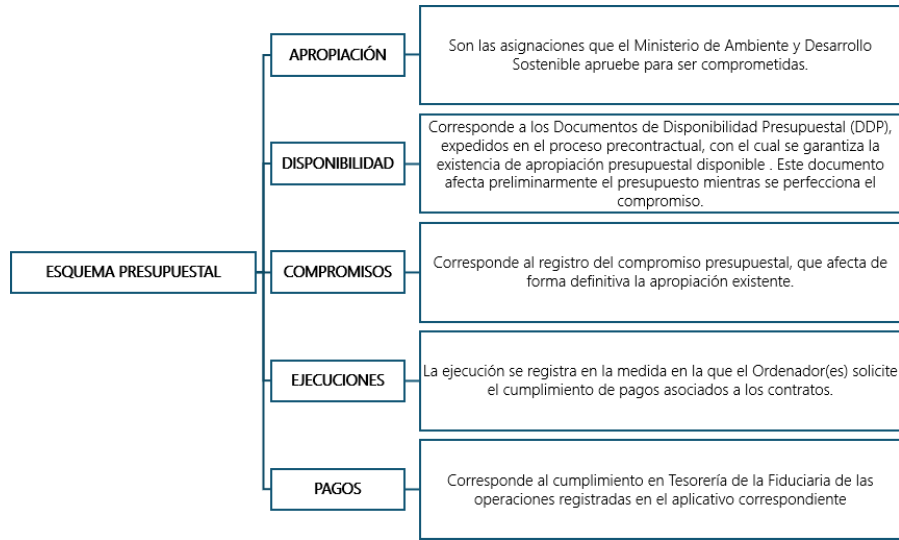 ESQUEMA PRESUPUESTAL
APROPIACIÓN
Son las asignaciones que el Ministerio de Ambiente y Desarrollo
Sostenible apruebe para ser comprometidas.
DISPONIBILIDAD
Corresponde a los Documentos de Disponibilidad Presupuestal (DDP),
expedidos en el proceso precontractual, con el cual se garantiza la
existencia de apropiación presupuestal disponible . Este documento
afecta preliminarmente el presupuesto mientras se perfecciona el
compromiso.
COMPROMISOS
Corresponde al registro del compromiso presupuestal, que afecta de
forma definitiva la apropiación existente.
EJECUCIONES
La ejecución se registra en la medida en la que el Ordenador(es) solicite
el cumplimiento de pagos asociados a los contratos.
PAGOS
Corresponde al cumplimiento en Tesorería de la Fiduciaria de las
operaciones registradas en el aplicativo correspondiente